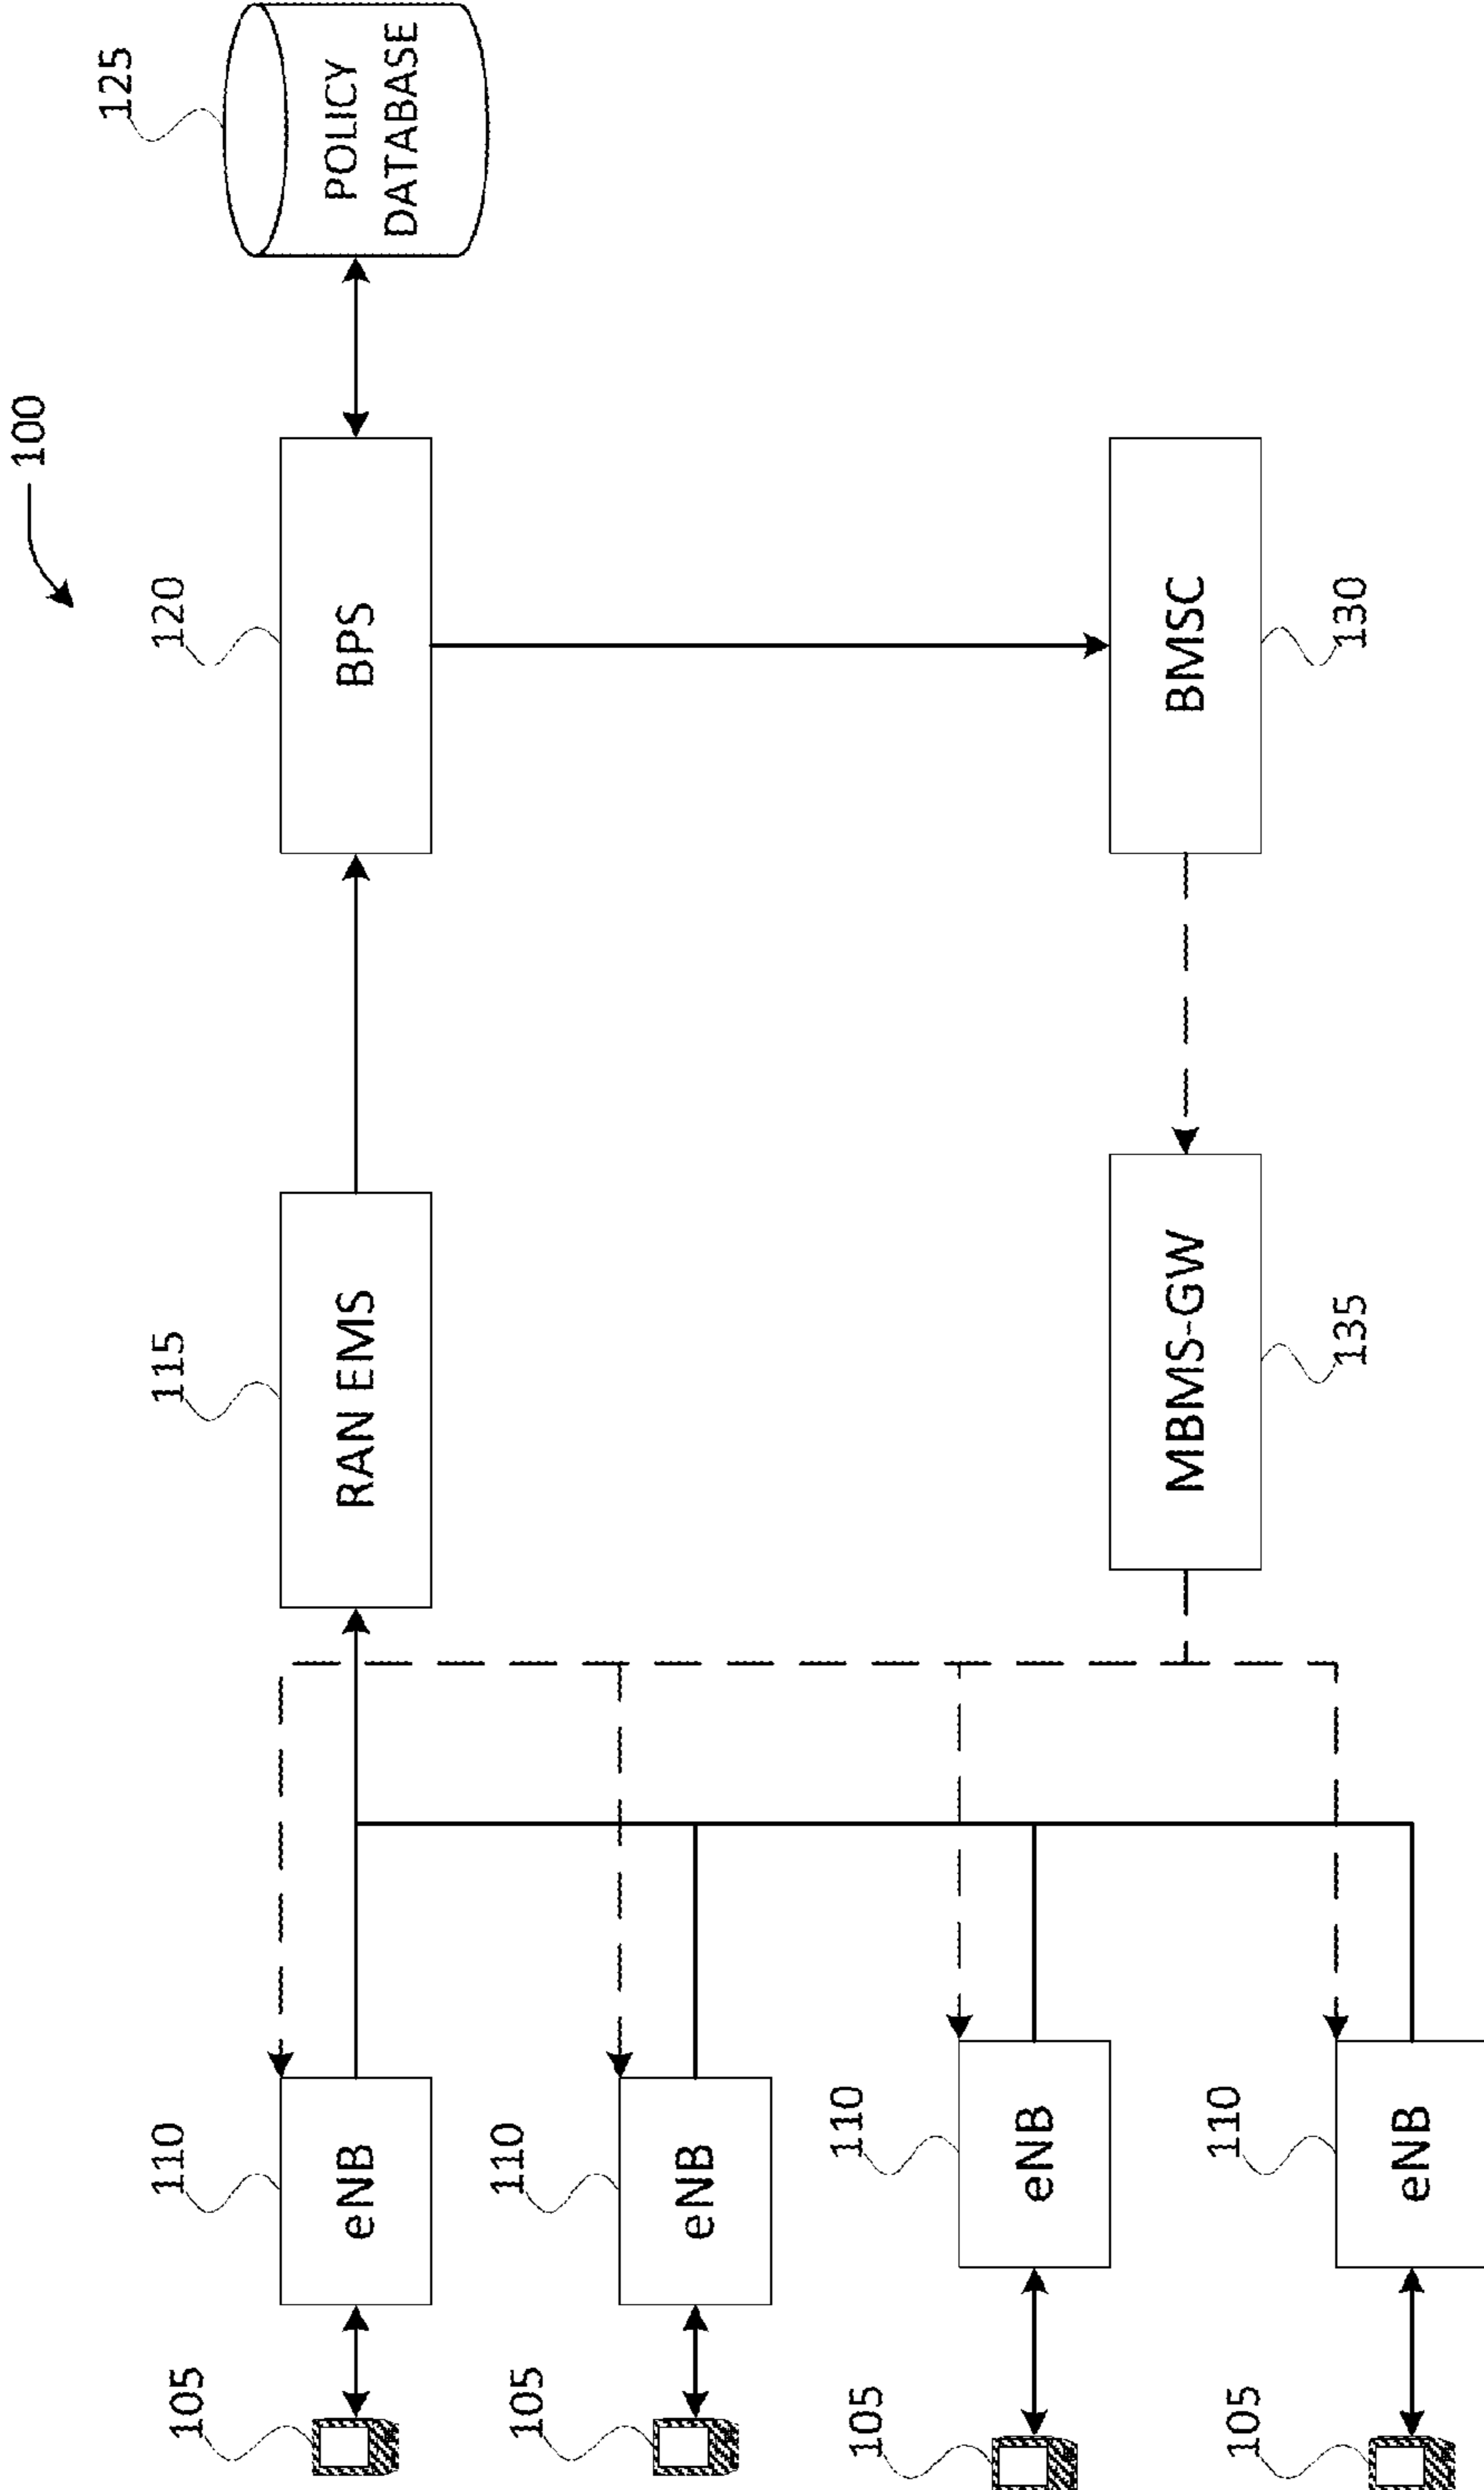 100
125
105
110
115
120
eNB
RAN EMS
BPS
POLICY
DATABASE
105
110
eNB
105
110
eNB
MBMS-GW
BMSC
105
110
135
130
eNB